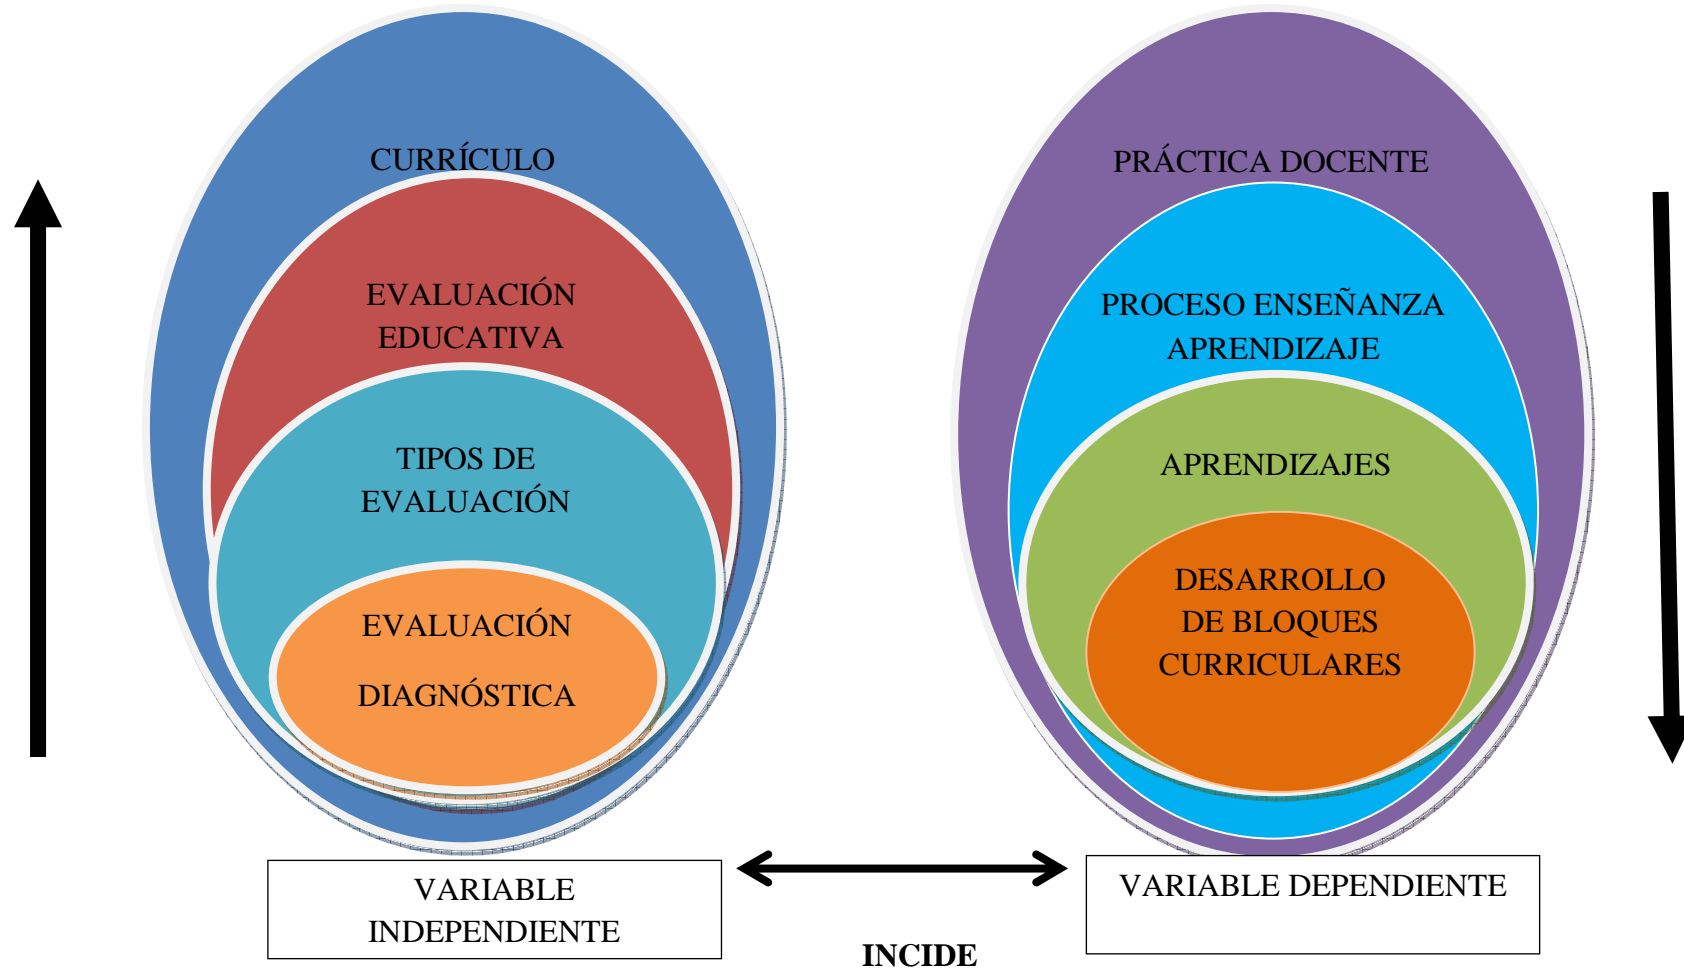 CURRÍCULO
EVALUACIÓN
EDUCATIVA
TIPOS DE
EVALUACIÓN
EVALUACIÓN
DIAGNÓSTICA
VARIABLE
INDEPENDIENTE
PRÁCTICA DOCENTE
PROCESO ENSEÑANZA
APRENDIZAJE
APRENDIZAJES
DESARROLLO
DE BLOQUES
CURRICULARES
VARIABLE DEPENDIENTE
INCIDE